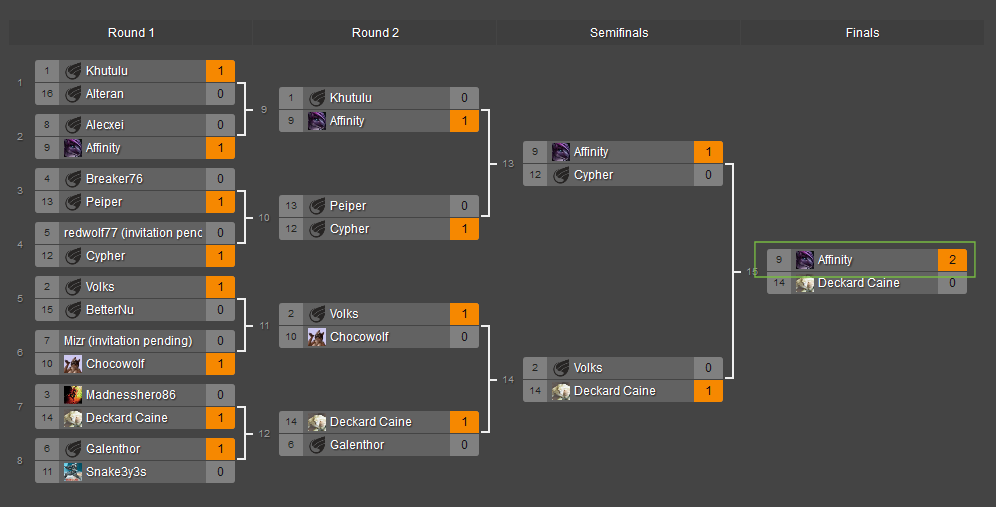 Round 1 Round 2 Semifinals Finals
1
1 Khutulu 1
16 Alteran 0
2
8 Alecxei 0
9 Affinity 1
3
4 Breaker76 0
13 Peiper 1
4
5 redwolf77 (invitation penc 0
12 Cypher 1
5
2 Volks 1
15 BetterNu 0
6
7 Mizr (invitation pending) 0
10 Chocowolf 1
7
3 Madnesshero86 0
14 Deckard Caine 1
8
6 Galenthor 1
11 Snake3y3s 0
9
1 Khutulu 0
9 Affinity 1
10
13 Peiper 0
12 Cypher 1
11
2 Volks 1
10 Chocowolf 0
12
14 Deckard Caine 1
6 Galenthor 0
13
9 Affinity 1
12 Cypher 0
14
2 Volks 0
14 Deckard Caine 1
15
9 Affinity 2
14 Deckard Caine 0